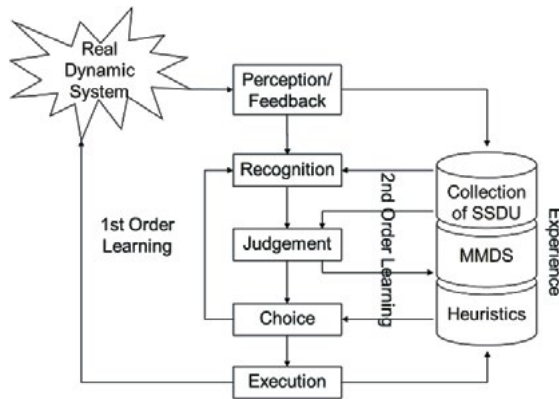 Real
Dynamic
System
Perception/
Feedback
Recognition
Collection
of SSDU
2nd Order Learning
Experience
1st Order
Learning
Judgement
MMDS
Choice
Heuristics
Execution